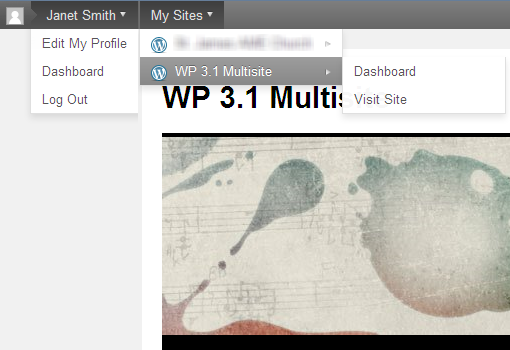 Janet Smith
My Sites
Edit My Profile
Dashboard
Log Out
WP 3.1 Multisite
Dashboard
Visit Site
WP 3.1 Multis